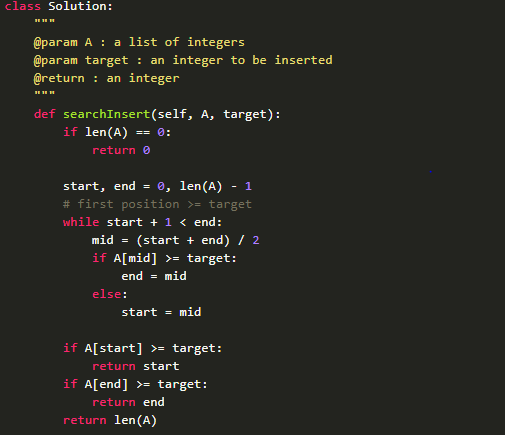 class Solution:
    """
    @param A : a list of integers
    @param target : an integer to be inserted
    @return : an integer
    """
    def searchInsert(self, A, target):
        if len(A) == 0:
            return 0

        start, end = 0, len(A) - 1
        # first position >= target
        while start + 1 < end:
            mid = (start + end) / 2
            if A[mid] >= target:
                end = mid
            else:
                start = mid

        if A[start] >= target:
            return start
        if A[end] >= target:
            return end
        return len(A)